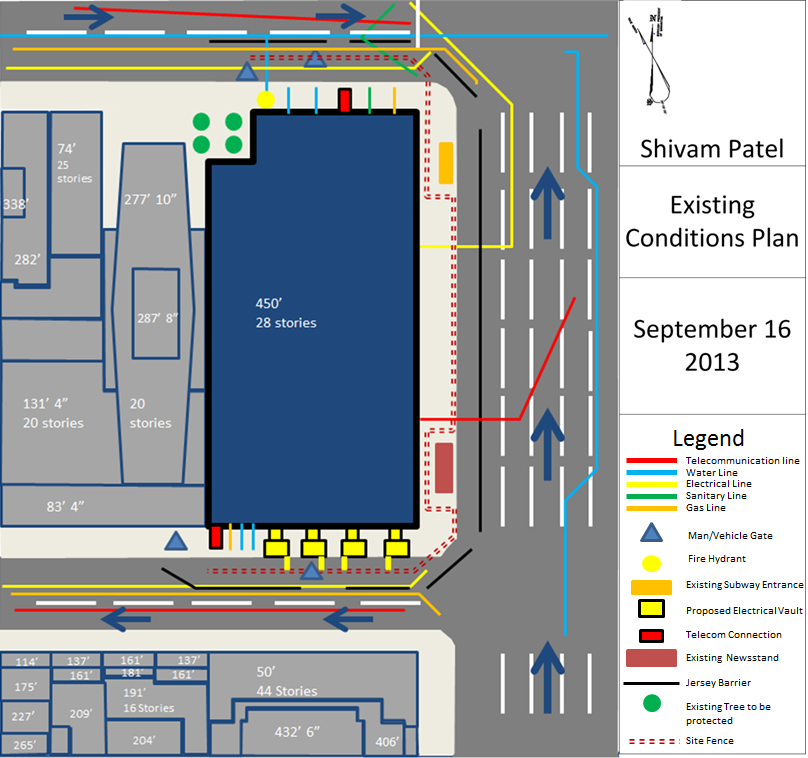 Shivam Patel
Existing
Conditions Plan
September 16
2013
Legend
Telecommunication line
Water Line
Electrical Line
Sanitary Line
Gas Line
Man/Vehicle Gate
Fire Hydrant
Existing Subway Entrance
Proposed Electrical Vault
Telecom Connection
Existing Newsstand
Jersey Barrier
Existing Tree to be
protected
Site Fence
74’
25
stories
338’
282’
277’ 10”
287’ 8”
450’
28 stories
131’ 4”
20 stories
20
stories
83’ 4”
114’
137’
161’
137’
161’
181’
161’
175’
191’
16 Stories
209’
227’
204’
265’
50’
44 Stories
432’ 6”
406’